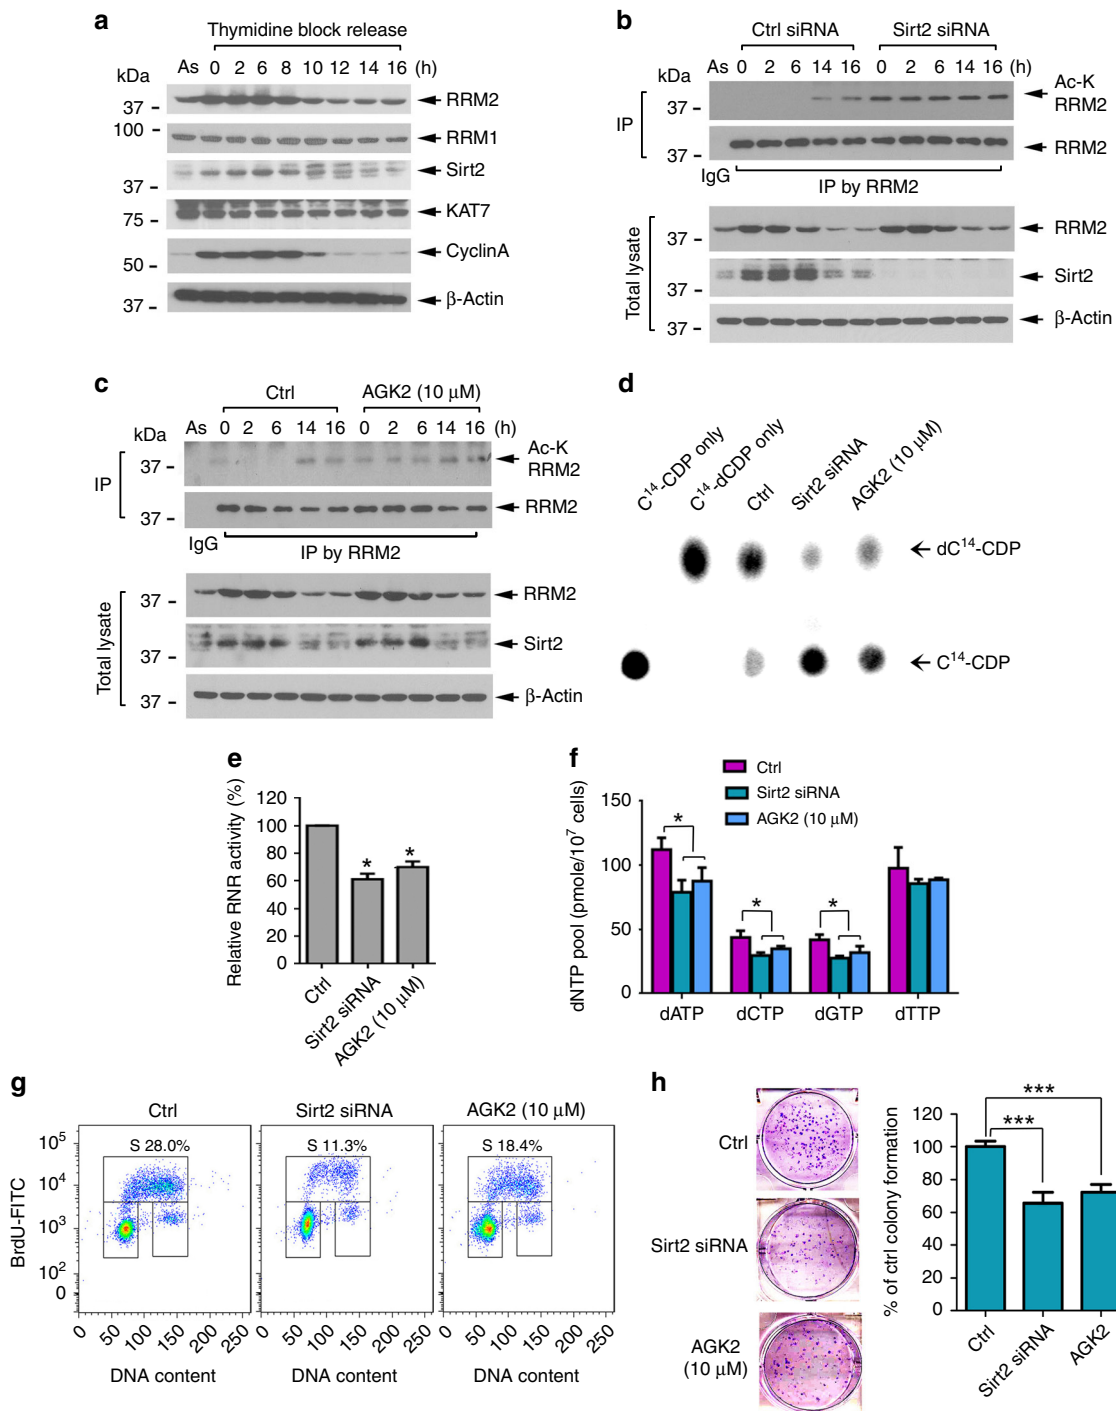 a
Thymidine block release
kDa As 0 2 6 8 10 12 14 16 (h)
37 RRM2
100 RRM1
37 Sirt2
75 KAT7
50 CyclinA
37 β-Actin
b
Ctrl siRNA Sirt2 siRNA
kDa As 0 2 6 14 16 0 2 6 14 16 (h)
IP
37 Ac-K
RRM2
37 RRM2
IgG
IP by RRM2
Total lysate
37 RRM2
37 Sirt2
37 β-Actin
c
Ctrl AGK2 (10 μM)
kDa As 0 2 6 14 16 0 2 6 14 16 (h)
IP
37 Ac-K
RRM2
37 RRM2
IgG
IP by RRM2
Total lysate
37 RRM2
37 Sirt2
37 β-Actin
d
C14-CDP only
C14-dCDP only
Ctrl
Sirt2 siRNA
AGK2 (10 μM)
dC14-CDP
C14-CDP
e
Relative RNR activity (%)
120
100
80
60
40
20
0
* *
Ctrl
Sirt2 siRNA
AGK2 (10 μM)
f
Ctrl
Sirt2 siRNA
AGK2 (10 μM)
dNTP pool (pmole/107 cells)
150
100
50
0
* * *
dATP dCTP dGTP dTTP
g
Ctrl Sirt2 siRNA AGK2 (10 μM)
BrdU-FITC
105
104
103
102
0
S 28.0% S 11.3% S 18.4%
0 50 100 150 200 250 0 50 100 150 200 250 0 50 100 150 200 250
DNA content DNA content DNA content
h
Ctrl
Sirt2 siRNA
AGK2
(10 μM)
% of ctrl colony formation
120
100
80
60
40
20
0
***
***
Ctrl
Sirt2 siRNA
AGK2